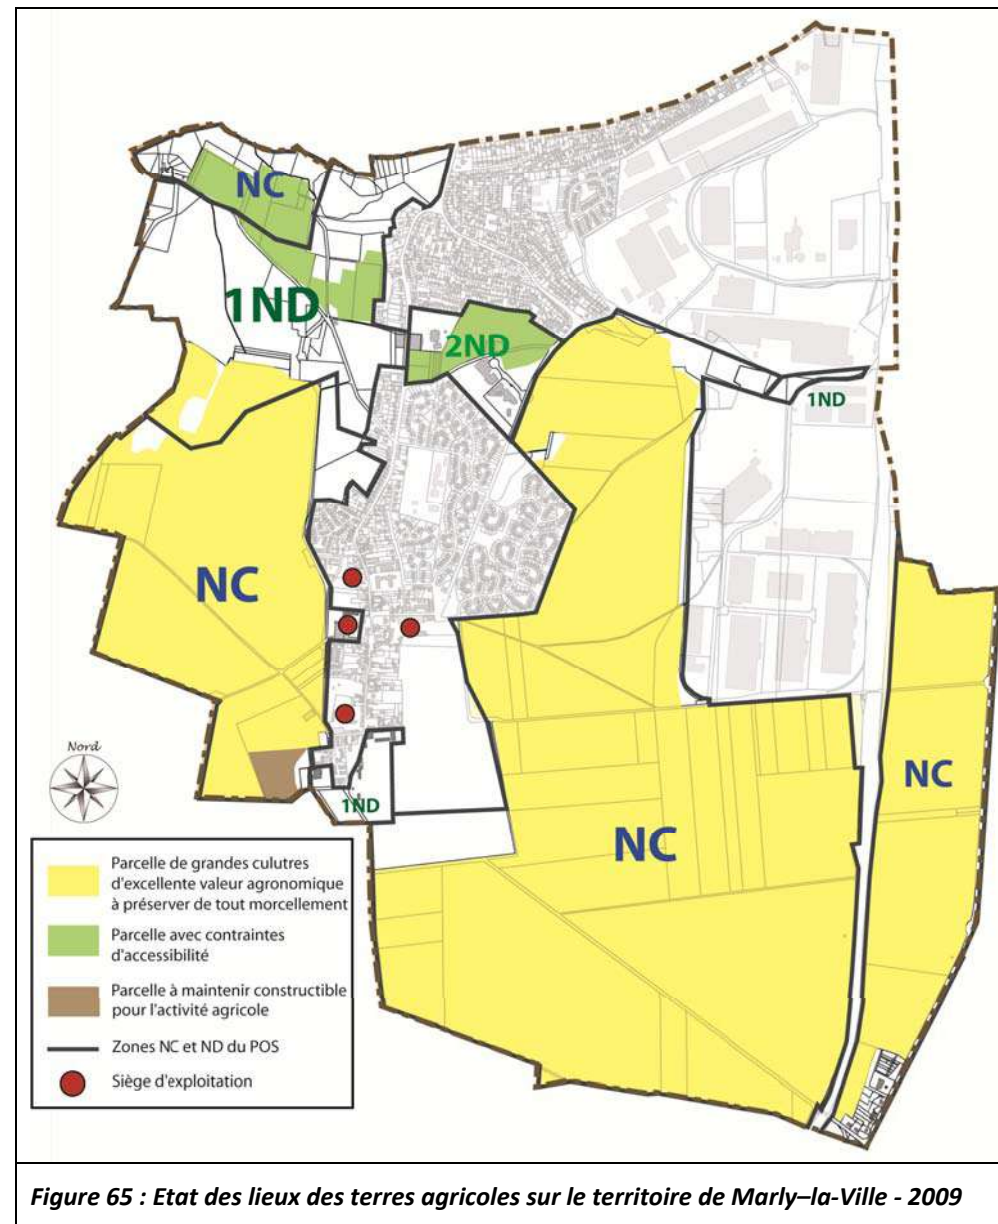 NC
1ND
2ND
1ND
NC
NC
NC
1ND
Nord
Parcelle de grandes culutres
d'excellente valeur agronomique
à préserver de tout morcellement
Parcelle avec contraintes
d'accessibilité
Parcelle à maintenir constructible
pour l'activité agricole
Zones NC et ND du POS
Siège d'exploitation
Figure 65 : Etat des lieux des terres agricoles sur le territoire de Marly–la-Ville - 2009